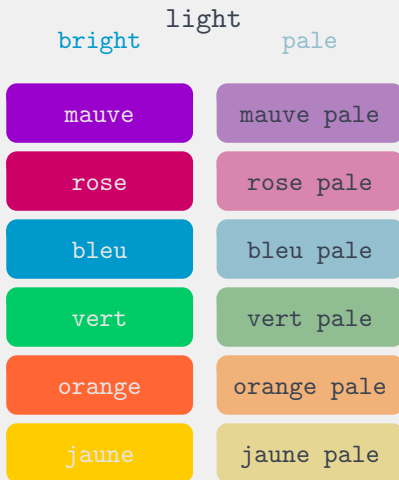 light
bright pale
mauve mauve pale
rose rose pale
bleu bleu pale
vert vert pale
orange orange pale
jaune jaune pale